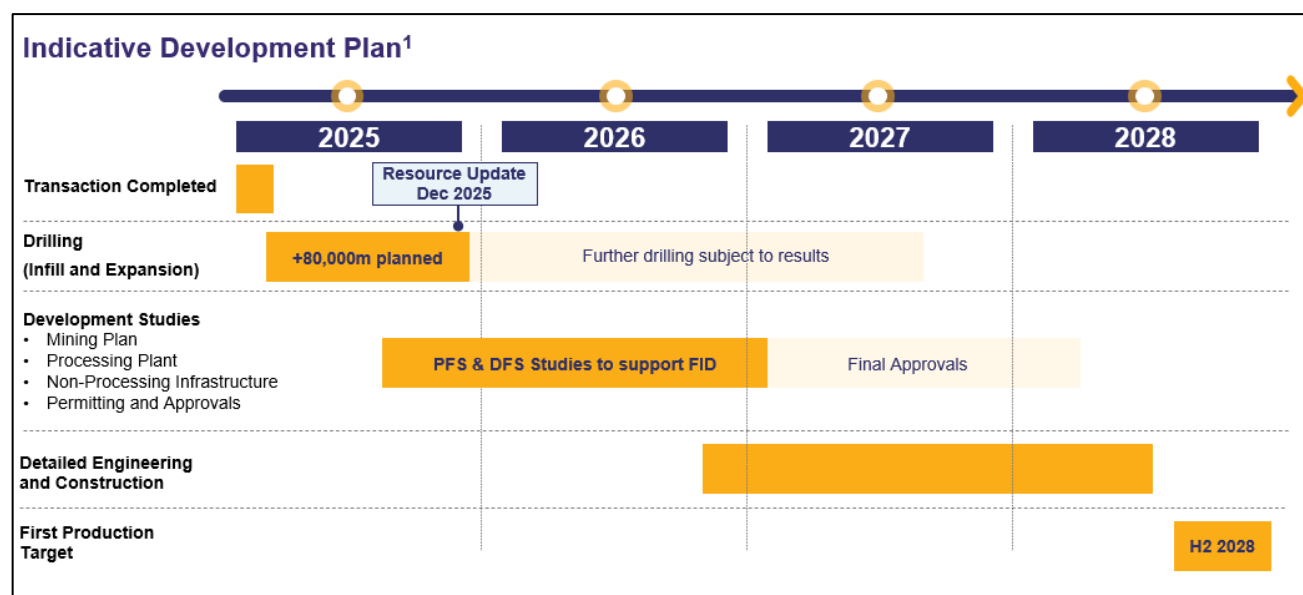 Indicative Development Plan¹
2025
2026
2027
2028
Transaction Completed
Resource Update
Dec 2025
Drilling
(Infill and Expansion)
+80,000m planned
Further drilling subject to results
Development Studies
• Mining Plan
• Processing Plant
• Non-Processing Infrastructure
• Permitting and Approvals
PFS & DFS Studies to support FID
Final Approvals
Detailed Engineering
and Construction
First Production
Target
H2 2028